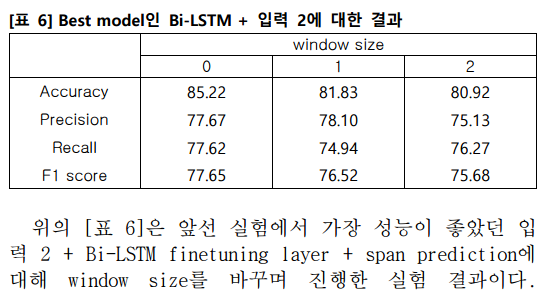 [표 6] Best model인 Bi-LSTM + 입력 2에 대한 결과
window size
0 1 2
Accuracy 85.22 81.83 80.92
Precision 77.67 78.10 75.13
Recall 77.62 74.94 76.27
F1 score 77.65 76.52 75.68
위의 [표 6]은 앞선 실험에서 가장 성능이 좋았던 입
력 2 + Bi-LSTM finetuning layer + span prediction에
대해 window size를 바꾸며 진행한 실험 결과이다.